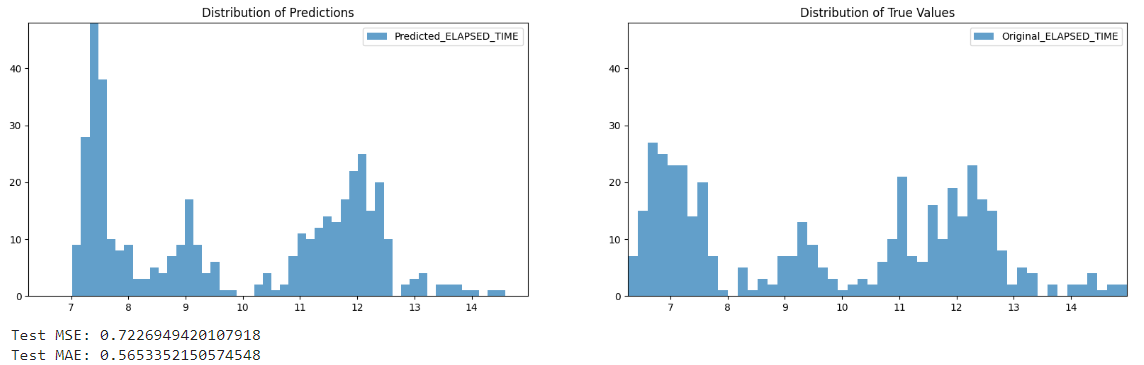 Distribution of Predictions
Predicted_ELAPSED_TIME
40
30
20
10
0
7 8 9 10 11 12 13 14
Distribution of True Values
Original_ELAPSED_TIME
40
30
20
10
0
7 8 9 10 11 12 13 14
Test MSE: 0.7226949420107918
Test MAE: 0.5653352150574548